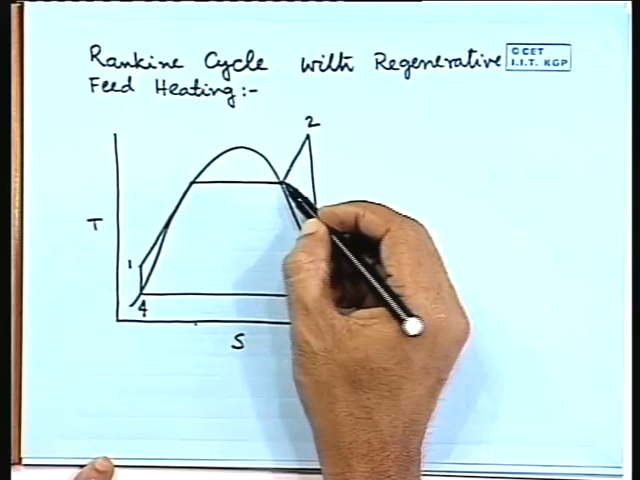 Rankine Cycle with Regenerative
© CET
I.I.T. KGP
Feed Heating:-
2
T
1
4
S